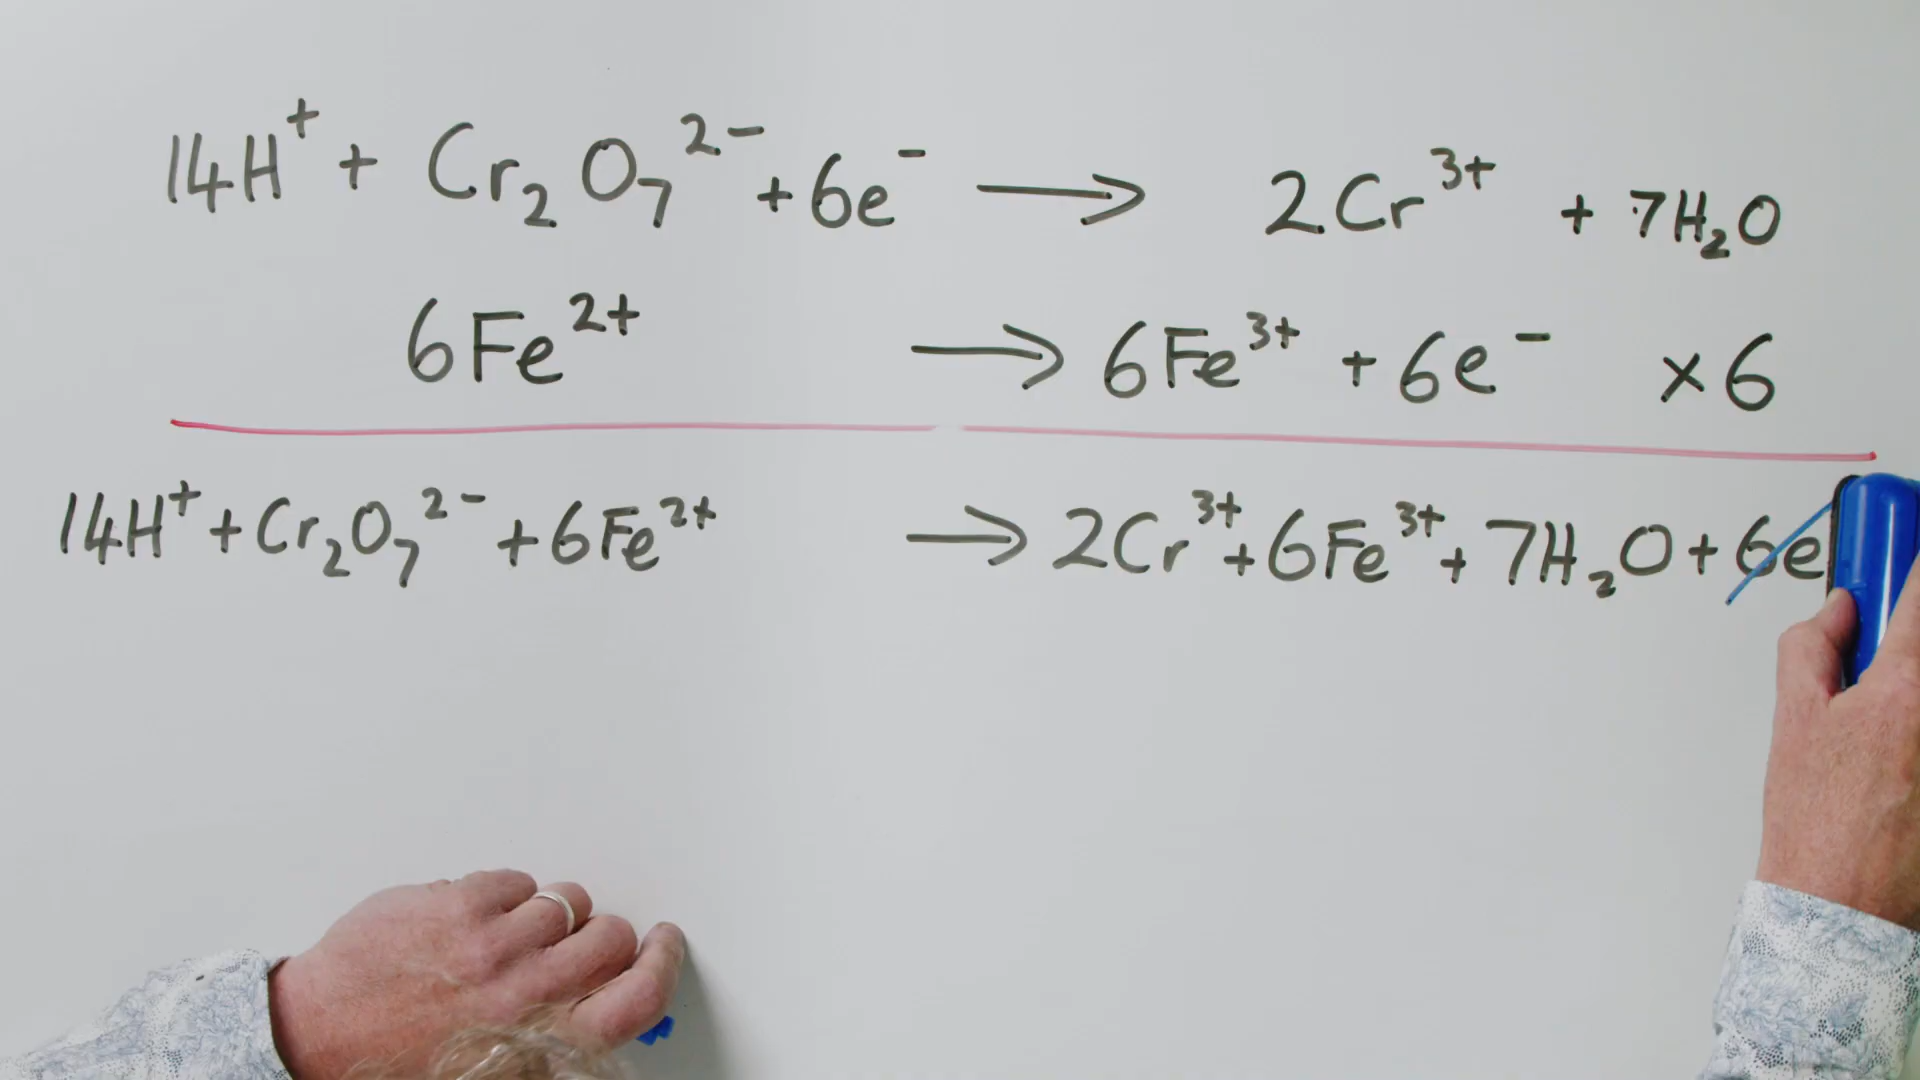 14H⁺ + Cr₂O₇²⁻ + 6e⁻ → 2Cr³⁺ + 7H₂O
6Fe²⁺ → 6Fe³⁺ + 6e⁻ ×6
14H⁺ + Cr₂O₇²⁻ + 6Fe²⁺ → 2Cr³⁺ + 6Fe³⁺ + 7H₂O + 6e